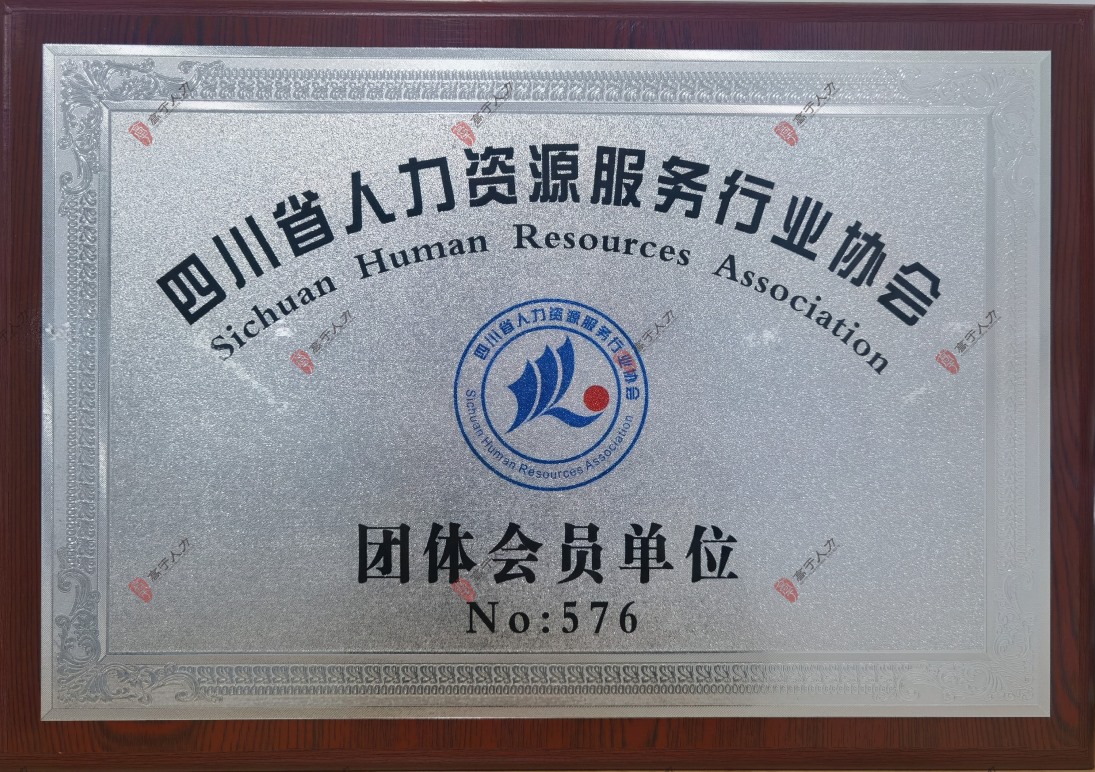 四川省人力资源服务行业协会
Sichuan Human Resources Association
四川省人力资源服务行业协会
Sichuan Human Resources Association
团体会员单位
No:576